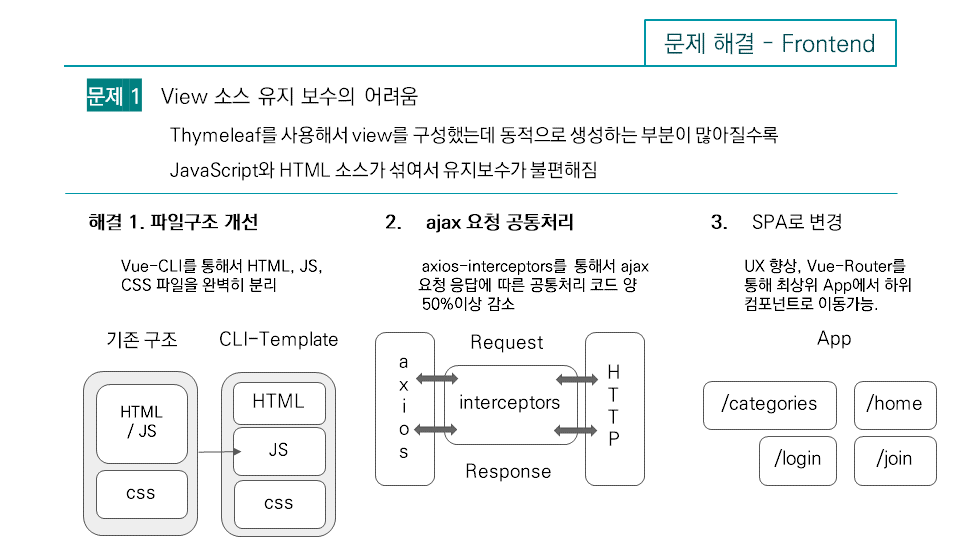 문제 해결 - Frontend
문제 1 View 소스 유지 보수의 어려움
Thymeleaf를 사용해서 view를 구성했는데 동적으로 생성하는 부분이 많아질수록
JavaScript와 HTML 소스가 섞여서 유지보수가 불편해짐
해결 1. 파일구조 개선
Vue-CLI를 통해서 HTML, JS,
CSS 파일을 완벽히 분리
기존 구조
CLI-Template
HTML
/ JS
css
HTML
JS
css
2. ajax 요청 공통처리
axios-interceptors를 통해서 ajax
요청 응답에 따른 공통처리 코드 양
50%이상 감소
Request
axios
interceptors
HTTP
Response
3. SPA로 변경
UX 향상, Vue-Router를
통해 최상위 App에서 하위
컴포넌트로 이동가능.
App
/categories
/home
/login
/join